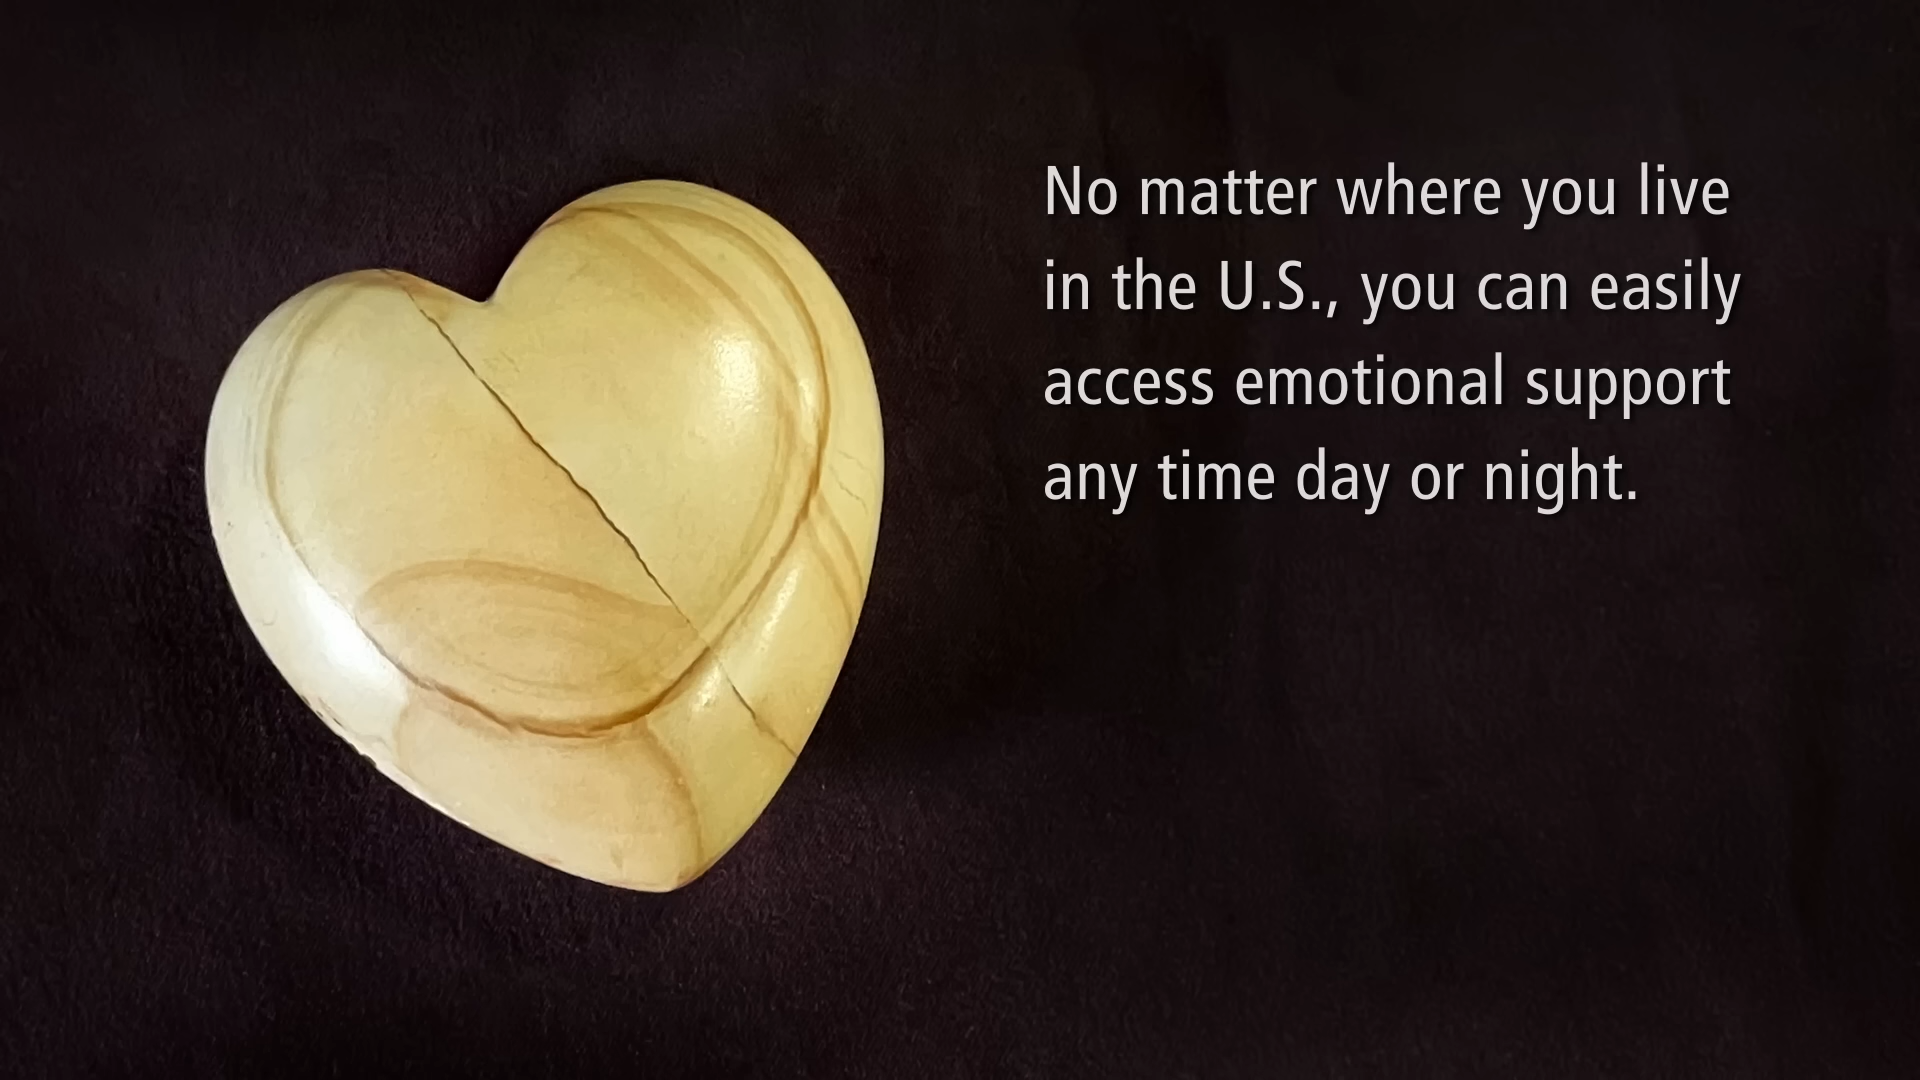 No matter where you live
in the U.S., you can easily
access emotional support
any time day or night.